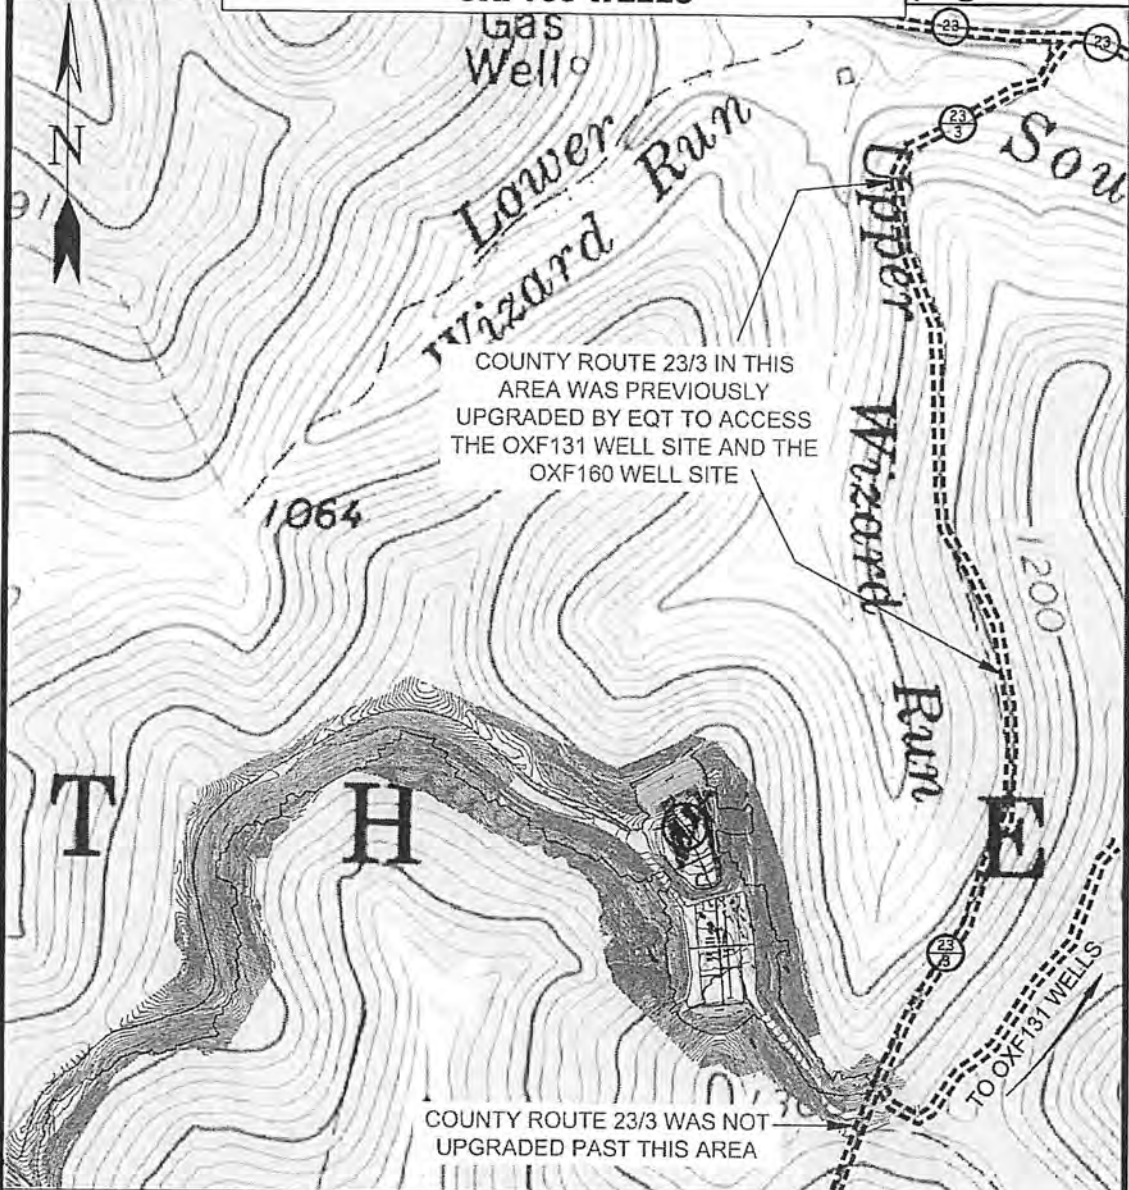 Gas
Well
23
23
23
3
N
Lower
Wizard Run
Sou
Upper Wizard Run
COUNTY ROUTE 23/3 IN THIS
AREA WAS PREVIOUSLY
UPGRADED BY EQT TO ACCESS
THE OXF131 WELL SITE AND THE
OXF160 WELL SITE
1064
1200
T H E
23
3
TO OXF131 WELLS
COUNTY ROUTE 23/3 WAS NOT
UPGRADED PAST THIS AREA